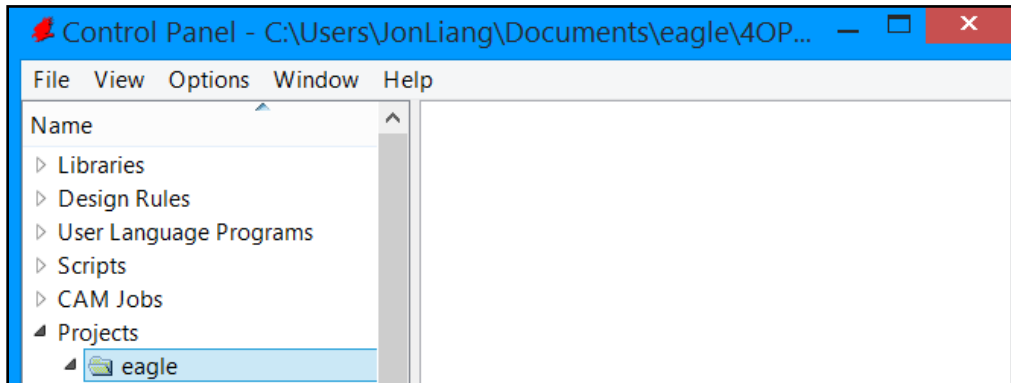 Control Panel - C:\Users\JonLiang\Documents\eagle\4OP...
File View Options Window Help
Name
Libraries
Design Rules
User Language Programs
Scripts
CAM Jobs
Projects
eagle